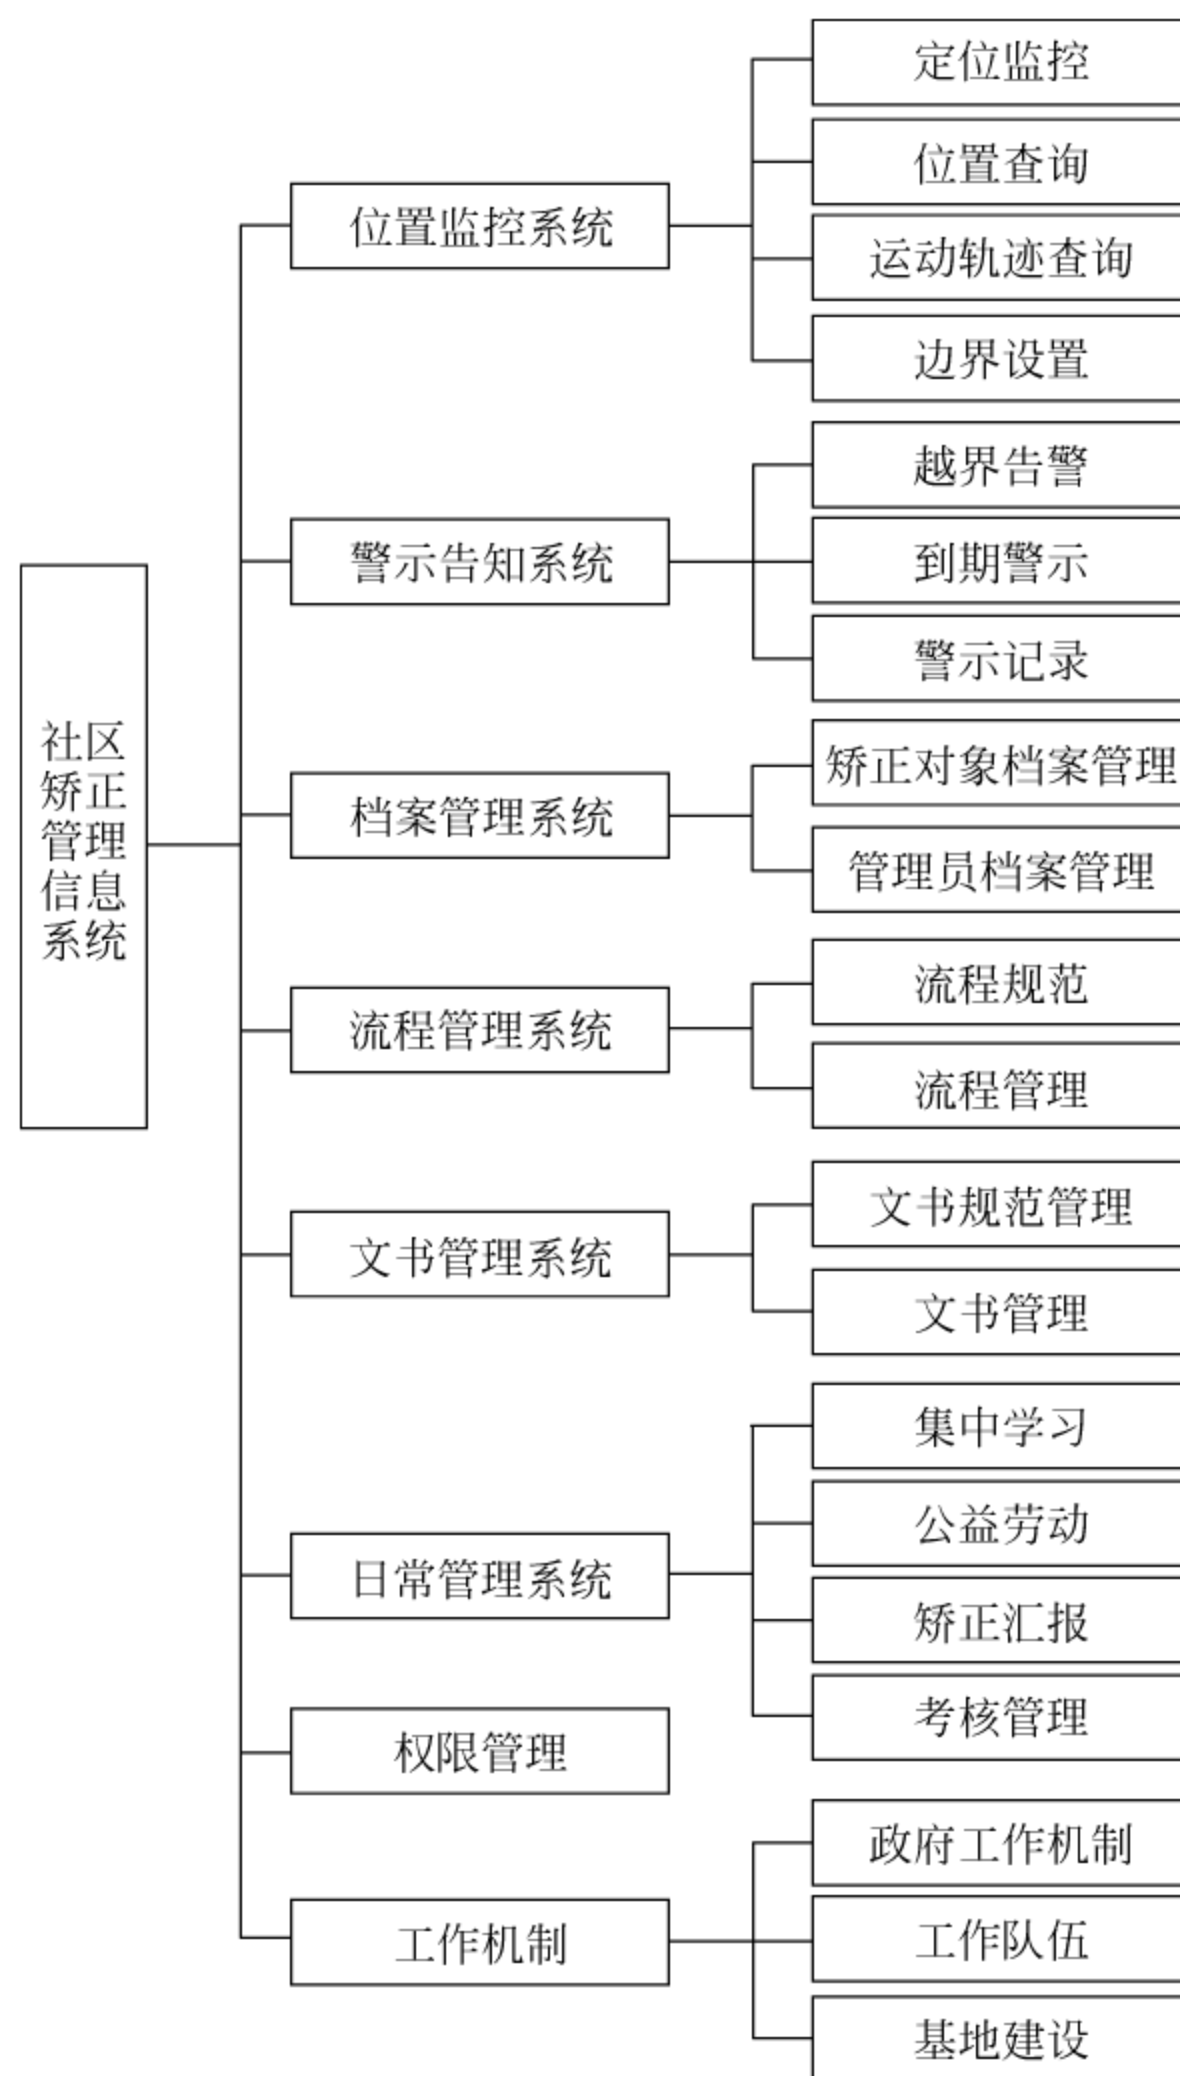 社区
矫正
管理
信息
系统
位置监控系统
定位监控
位置查询
运动轨迹查询
边界设置
警示告知系统
越界告警
到期警示
警示记录
档案管理系统
矫正对象档案管理
管理员档案管理
流程管理系统
流程规范
流程管理
文书管理系统
文书规范管理
文书管理
日常管理系统
集中学习
公益劳动
矫正汇报
考核管理
权限管理
工作机制
政府工作机制
工作队伍
基地建设